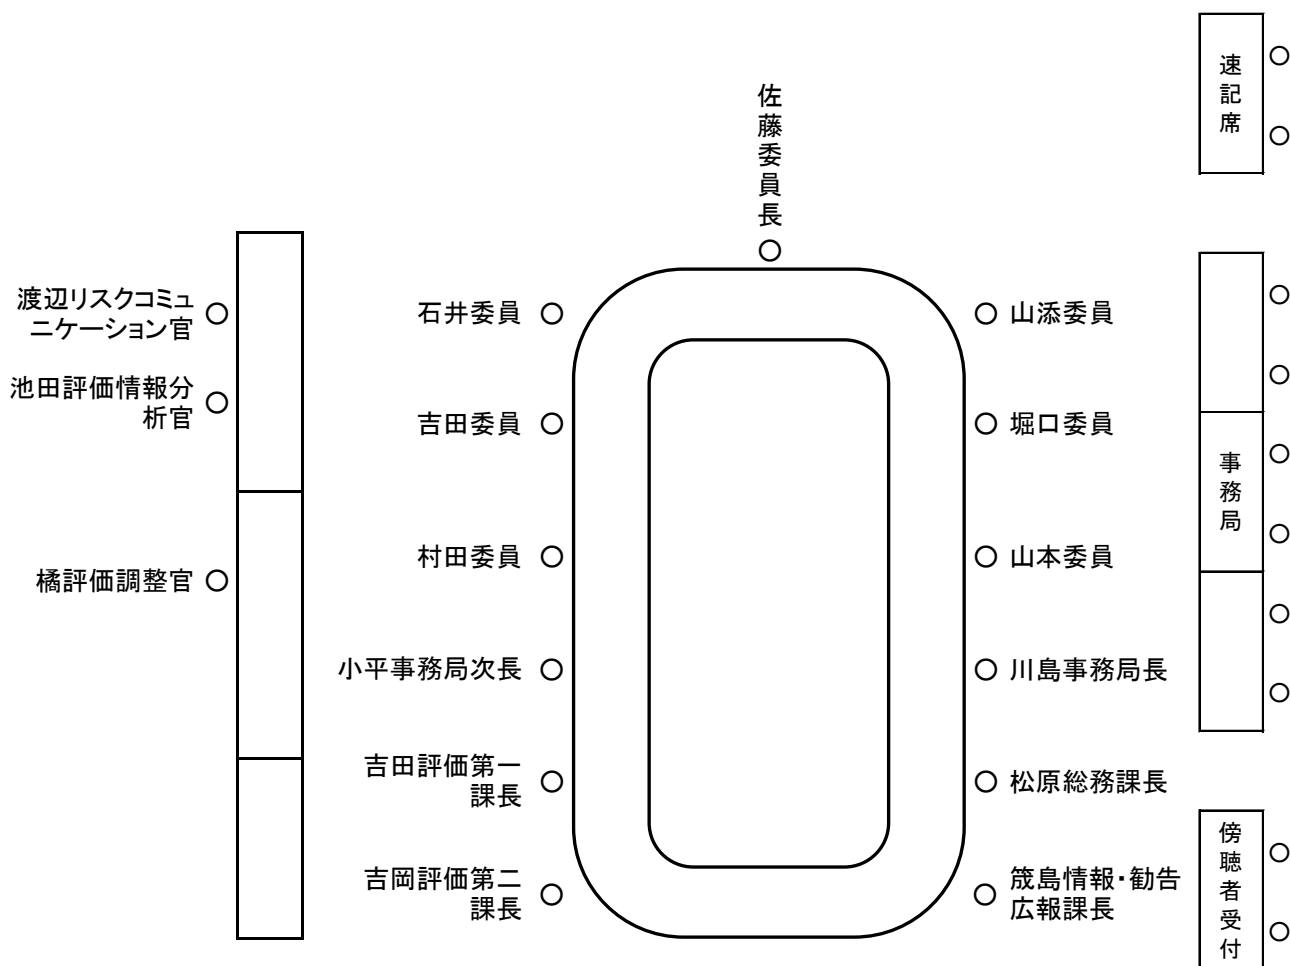 速記席
佐藤委員長
渡辺リスクコミュ
ニケーション官
池田評価情報分
析官
橘評価調整官
石井委員
吉田委員
村田委員
小平事務局次長
吉田評価第一
課長
吉岡評価第二
課長
山添委員
堀口委員
山本委員
川島事務局長
松原総務課長
筬島情報・勧告
広報課長
事務局
傍聴者受付